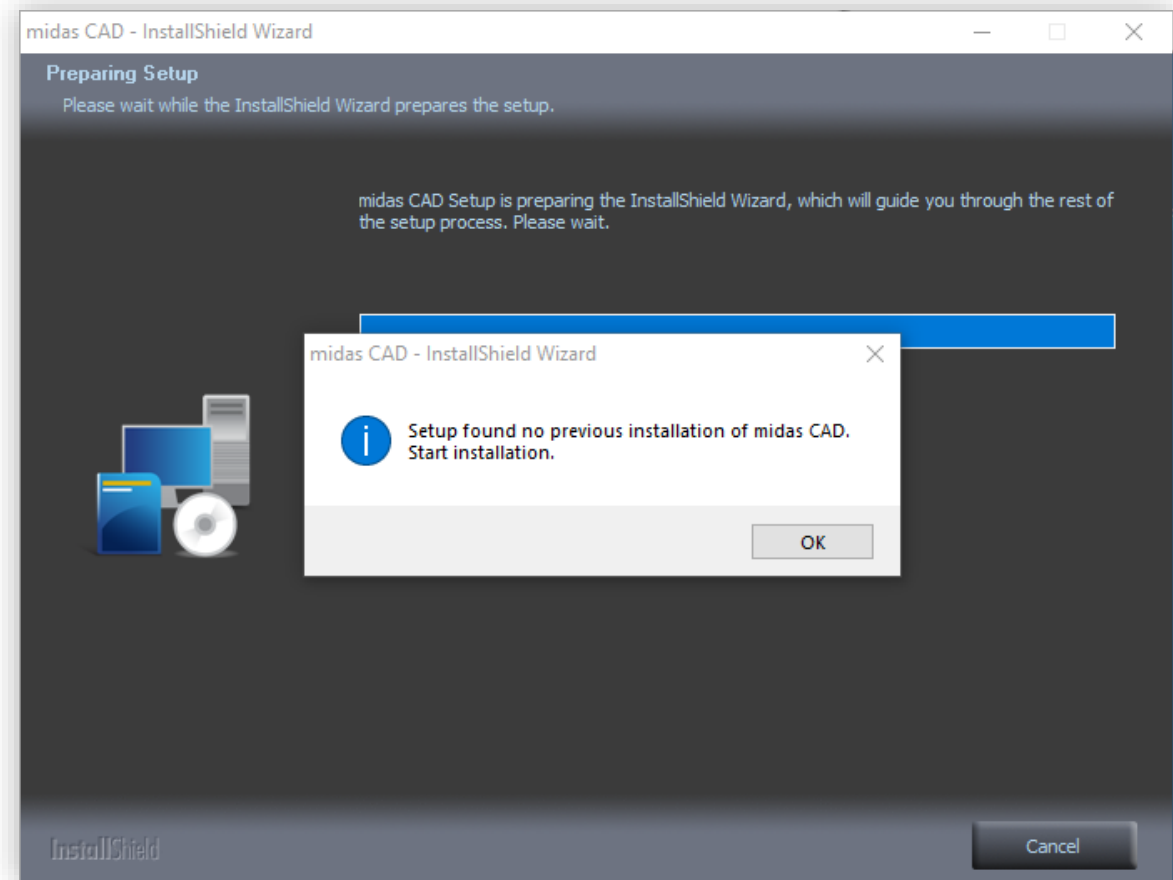 midas CAD - InstallShield Wizard
Preparing Setup
Please wait while the InstallShield Wizard prepares the setup.
midas CAD Setup is preparing the InstallShield Wizard, which will guide you through the rest of
the setup process. Please wait.
midas CAD - InstallShield Wizard
Setup found no previous installation of midas CAD.
Start installation.
OK
InstallShield
Cancel